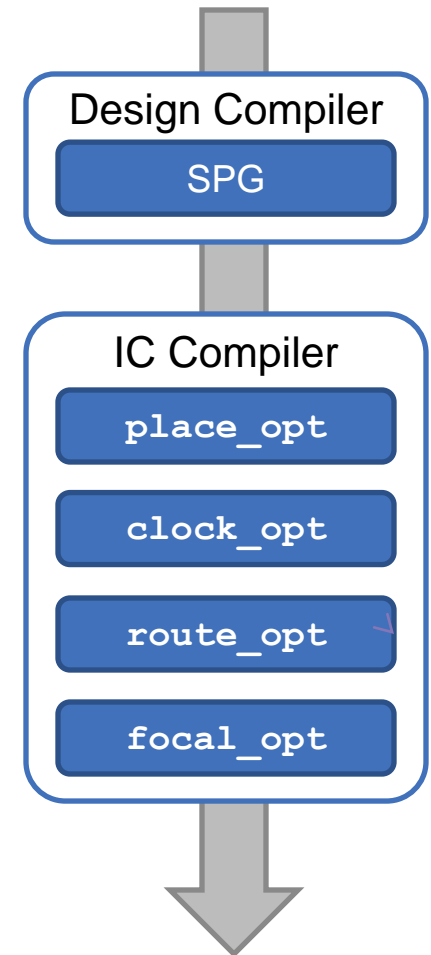 Design Compiler
SPG
IC Compiler
place_opt
clock_opt
route_opt
focal_opt